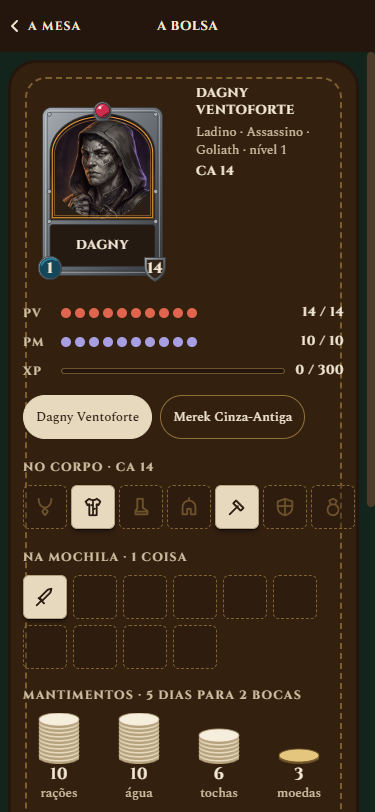 A MESA
A BOLSA
DAGNY
VENTOFORTE
Ladino · Assassino ·
Goliath · nível 1
CA 14
DAGNY
1
14
PV 14 / 14
PM 10 / 10
XP 0 / 300
Dagny Ventoforte
Merek Cinza-Antiga
NO CORPO · CA 14
NA MOCHILA · 1 COISA
MANTIMENTOS · 5 DIAS PARA 2 BOCAS
10 10 6 3
rações água tochas moedas